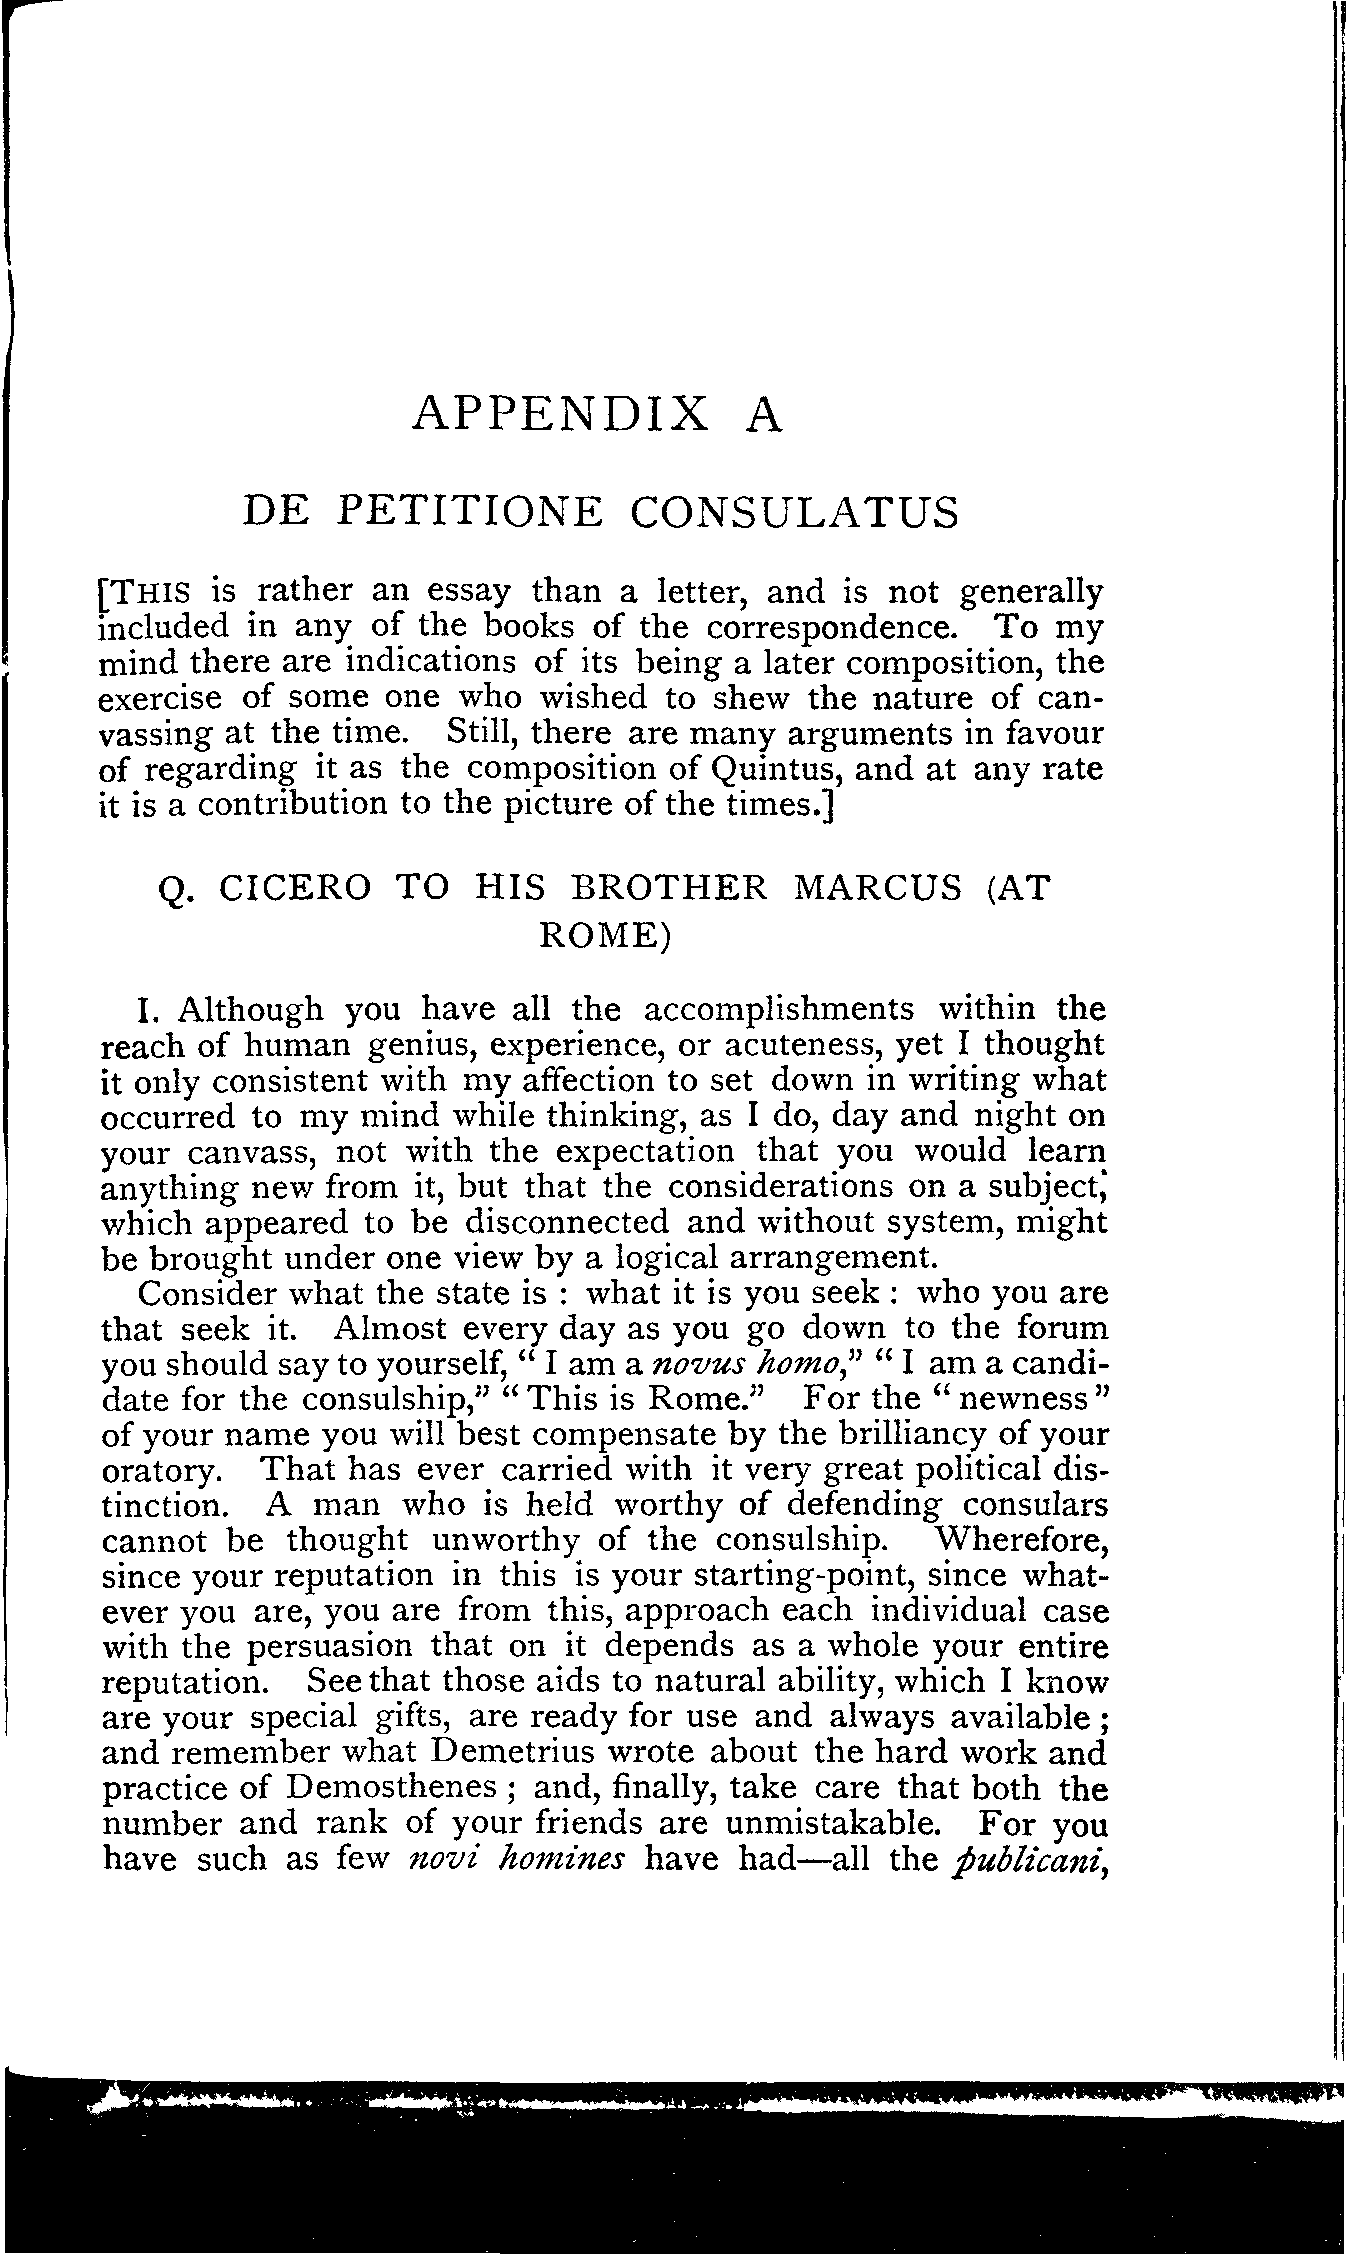 APPENDIX A
DE PETITIONE CONSULATUS
[THIS is rather an essay than a letter, and is not generally
included in any of the books of the correspondence. To my
mind there are indications of its being a later composition, the
exercise of some one who wished to shew the nature of can-
vassing at the time. Still, there are many arguments in favour
of regarding it as the composition of Quintus, and at any rate
it is a contribution to the picture of the times.]
Q. CICERO TO HIS BROTHER MARCUS (AT
ROME)
I. Although you have all the accomplishments within the
reach of human genius, experience, or acuteness, yet I thought
it only consistent with my affection to set down in writing what
occurred to my mind while thinking, as I do, day and night on
your canvass, not with the expectation that you would learn
anything new from it, but that the considerations on a subject,
which appeared to be disconnected and without system, might
be brought under one view by a logical arrangement.
Consider what the state is : what it is you seek : who you are
that seek it. Almost every day as you go down to the forum
you should say to yourself, “ I am a novus homo,” “ I am a candi-
date for the consulship,” “ This is Rome.” For the “ newness ”
of your name you will best compensate by the brilliancy of your
oratory. That has ever carried with it very great political dis-
tinction. A man who is held worthy of defending consulars
cannot be thought unworthy of the consulship. Wherefore,
since your reputation in this is your starting-point, since what-
ever you are, you are from this, approach each individual case
with the persuasion that on it depends as a whole your entire
reputation. See that those aids to natural ability, which I know
are your special gifts, are ready for use and always available ;
and remember what Demetrius wrote about the hard work and
practice of Demosthenes ; and, finally, take care that both the
number and rank of your friends are unmistakable. For you
have such as few novi homines have had—all the publicani,